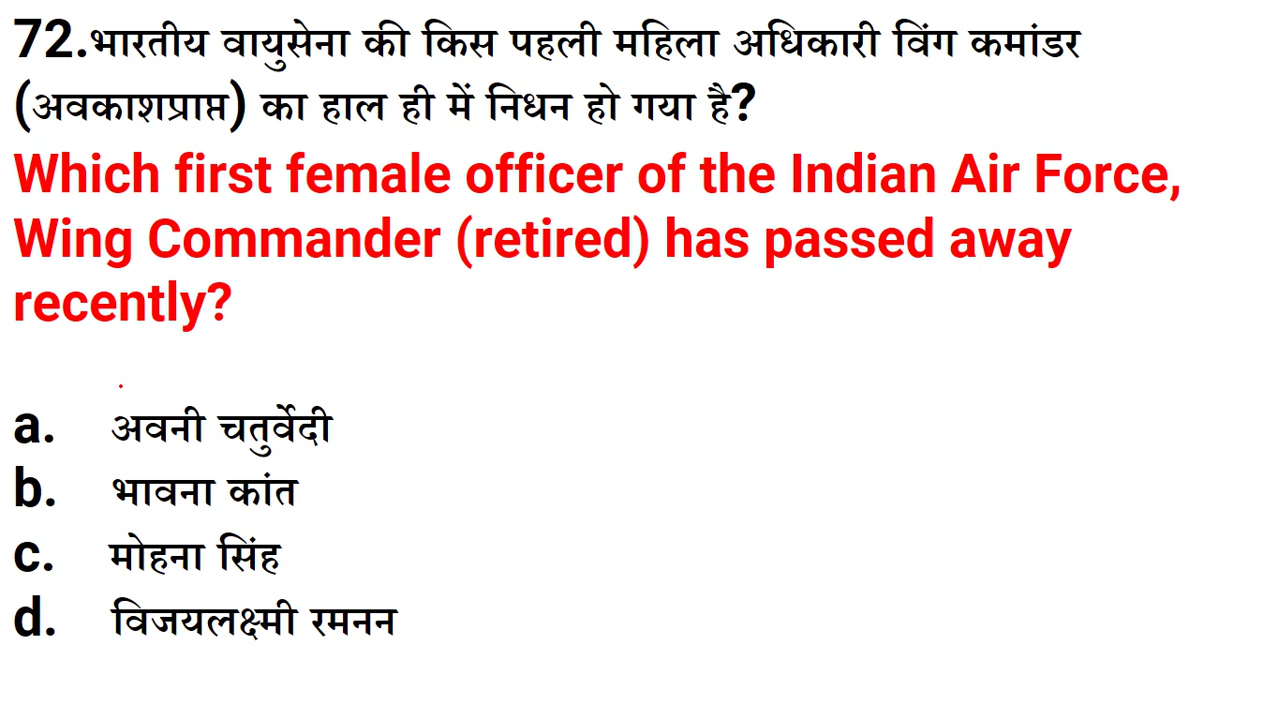 72.भारतीय वायुसेना की किस पहली महिला अधिकारी विंग कमांडर
(अवकाशप्राप्त) का हाल ही में निधन हो गया है?
Which first female officer of the Indian Air Force,
Wing Commander (retired) has passed away
recently?
a. अवनी चतुर्वेदी
b. भावना कांत
c. मोहना सिंह
d. विजयलक्ष्मी रमनन